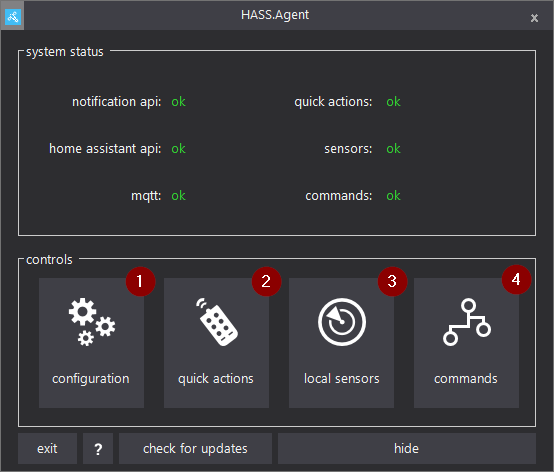 HASS.Agent
x
system status
notification api: ok
quick actions: ok
home assistant api: ok
sensors: ok
mqtt: ok
commands: ok
controls
1
2
3
4
configuration
quick actions
local sensors
commands
exit
?
check for updates
hide